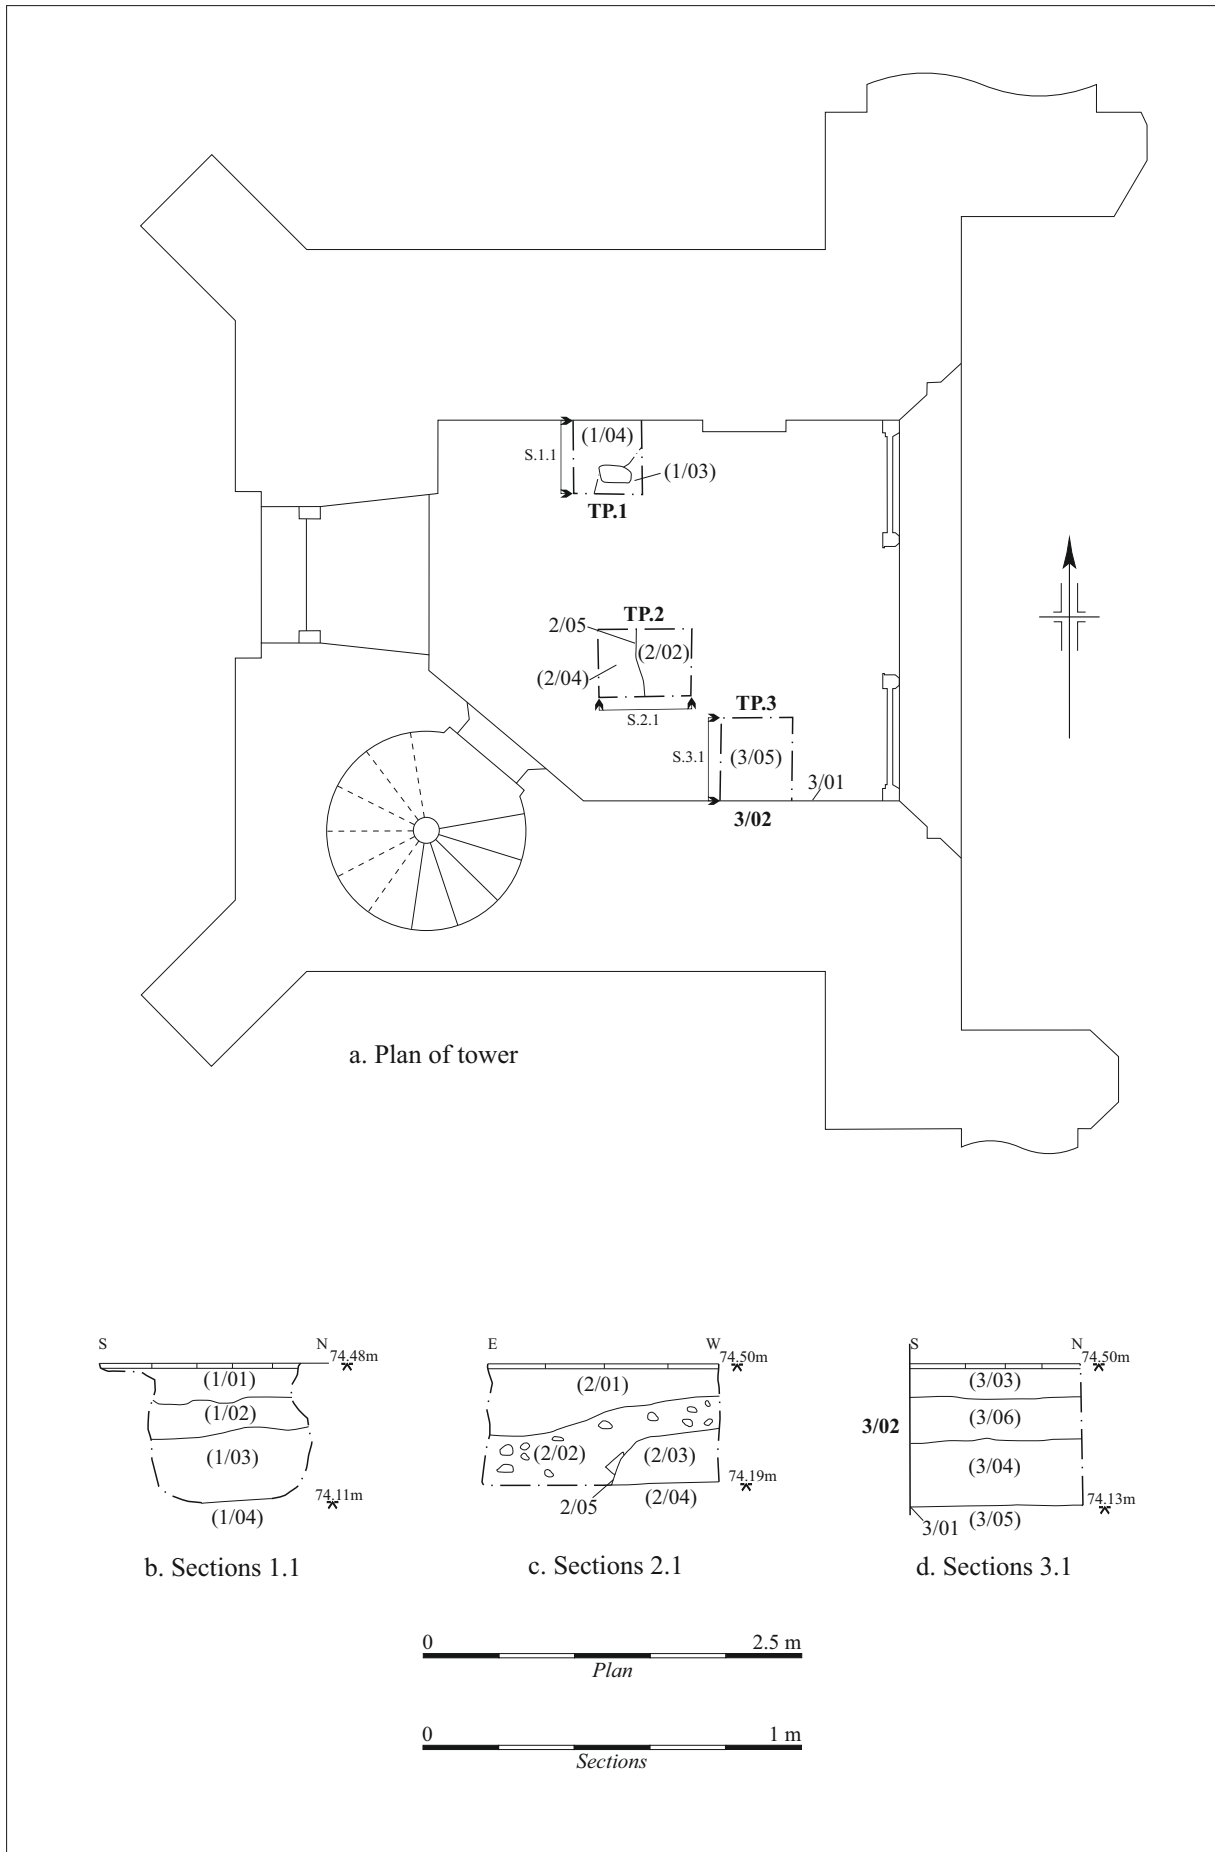 (1/04)
S.1.1
(1/03)
TP.1
TP.2
2/05
(2/02)
(2/04)
S.2.1
TP.3
S.3.1
(3/05)
3/01
3/02
a. Plan of tower
S N 74.48m
(1/01)
(1/02)
(1/03)
74.11m
(1/04)
b. Sections 1.1
E W 74.50m
(2/01)
(2/02)
(2/03)
74.19m
2/05
(2/04)
c. Sections 2.1
S N 74.50m
(3/03)
3/02
(3/06)
(3/04)
74.13m
3/01
(3/05)
d. Sections 3.1
0 2.5 m
Plan
0 1 m
Sections